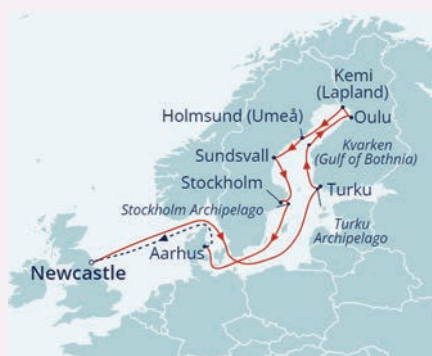 Kemi
(Lapland)
Holmsund (Umeå)
Oulu
Kvarken
(Gulf of Bothnia)
Sundsvall
Stockholm
Turku
Stockholm Archipelago
Turku
Archipelago
Aarhus
Newcastle